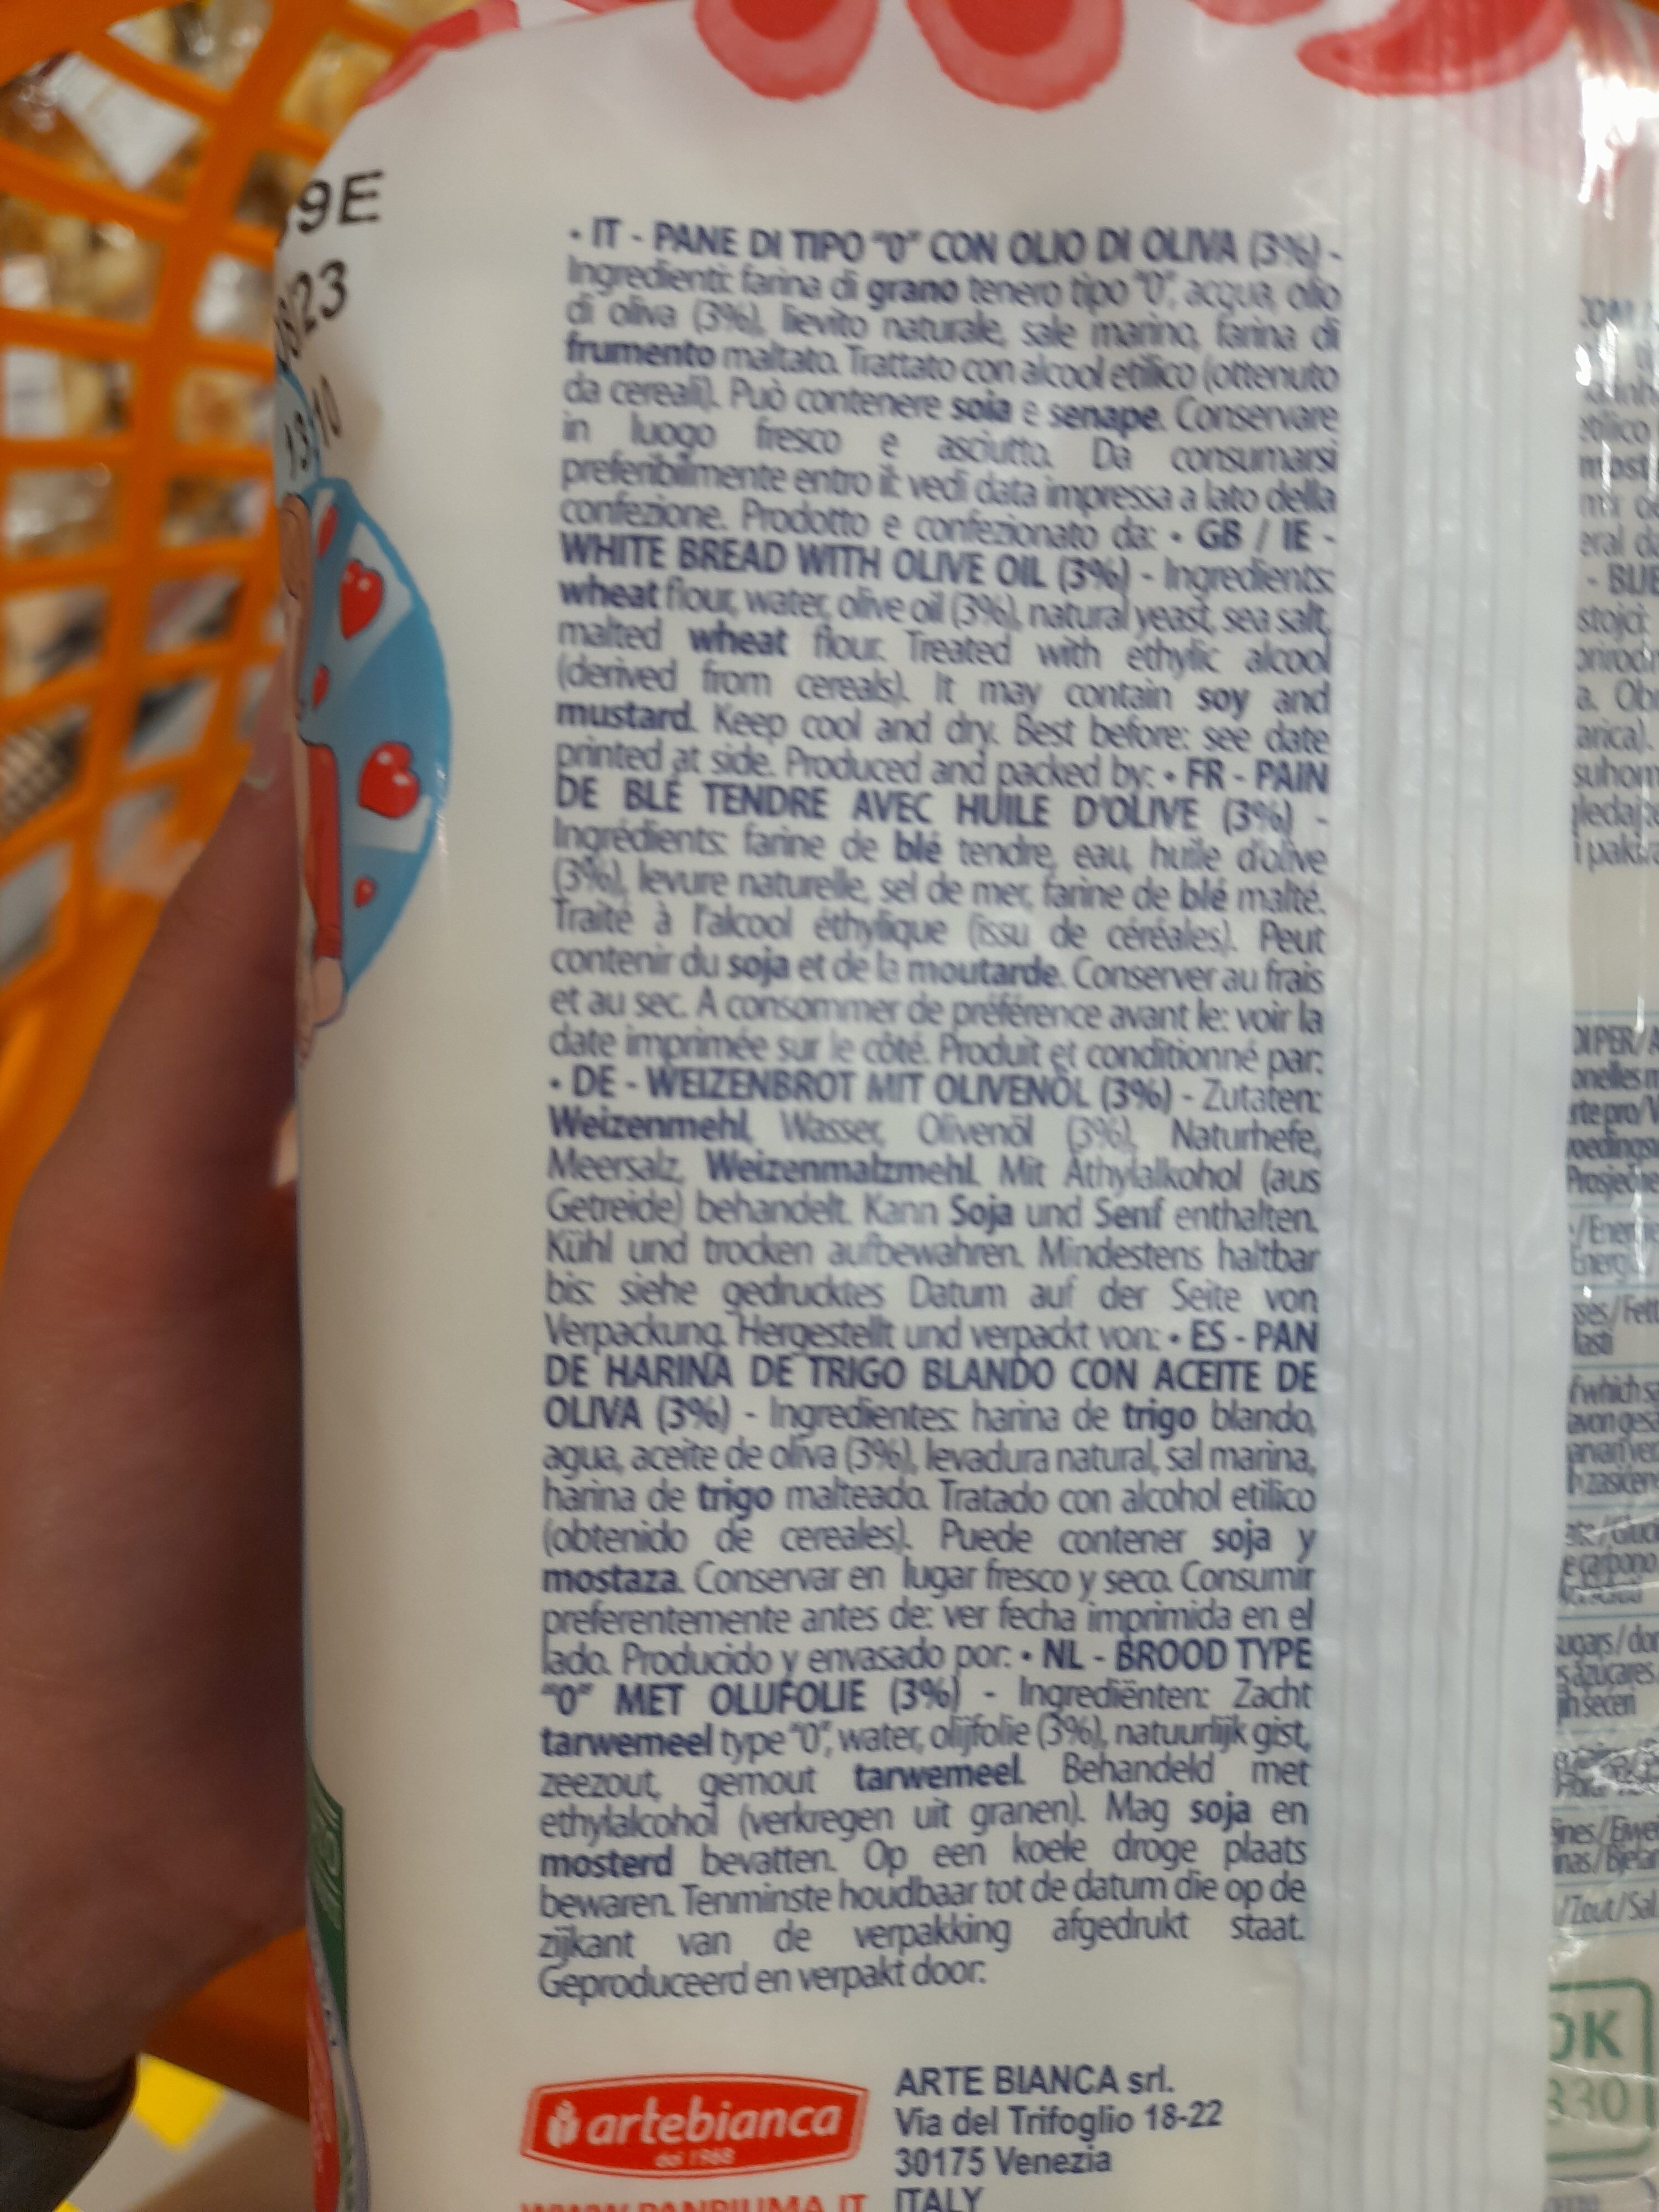 9E
/23
13:10
• IT - PANE DI TIPO "0" CON OLIO DI OLIVA (3%) -
Ingredienti: farina di grano tenero tipo "0", acqua, olio
di oliva (3%), lievito naturale, sale marino, farina di
frumento maltato. Trattato con alcool etilico (ottenuto
da cereali). Può contenere soia e senape. Conservare
in luogo fresco e asciutto. Da consumarsi
preferibilmente entro il: vedi data impressa a lato della
confezione. Prodotto e confezionato da: • GB / IE -
WHITE BREAD WITH OLIVE OIL (3%) - Ingredients:
wheat flour, water, olive oil (3%), natural yeast, sea salt,
malted wheat flour. Treated with ethylic alcool
(derived from cereals). It may contain soy and
mustard. Keep cool and dry. Best before: see date
printed at side. Produced and packed by: • FR - PAIN
DE BLÉ TENDRE AVEC HUILE D'OLIVE (3%) -
Ingrédients: farine de blé tendre, eau, huile d'olive
(3%), levure naturelle, sel de mer, farine de blé malté.
Traité à l'alcool éthylique (issu de céréales). Peut
contenir du soja et de la moutarde. Conserver au frais
et au sec. A consommer de préférence avant le: voir la
date imprimée sur le côté. Produit et conditionné par:
• DE - WEIZENBROT MIT OLIVENÖL (3%) - Zutaten:
Weizenmehl, Wasser, Olivenöl (3%), Naturhefe,
Meersalz, Weizenmalzmehl. Mit Äthylalkohol (aus
Getreide) behandelt. Kann Soja und Senf enthalten.
Kühl und trocken aufbewahren. Mindestens haltbar
bis: siehe gedrucktes Datum auf der Seite von
Verpackung. Hergestellt und verpackt von: • ES - PAN
DE HARINA DE TRIGO BLANDO CON ACEITE DE
OLIVA (3%) - Ingredientes: harina de trigo blando,
agua, aceite de oliva (3%), levadura natural, sal marina,
harina de trigo malteado. Tratado con alcohol etilico
(obtenido de cereales). Puede contener soja y
mostaza. Conservar en lugar fresco y seco. Consumir
preferentemente antes de: ver fecha imprimida en el
lado. Producido y envasado por: • NL - BROOD TYPE
"0" MET OLIJFOLIE (3%) - Ingrediënten: Zacht
tarwemeel type "0", water, olijfolie (3%), natuurlijk gist,
zeezout, gemout tarwemeel. Behandeld met
ethylalcohol (verkregen uit granen). Mag soja en
mosterd bevatten. Op een koele droge plaats
bewaren. Tenminste houdbaar tot de datum die op de
zijkant van de verpakking afgedrukt staat.
Geproduceerd en verpakt door:
artebianca
dal 1968
ARTE BIANCA srl.
Via del Trifoglio 18-22
30175 Venezia
ITALY
WWW.PANPIUMA.IT